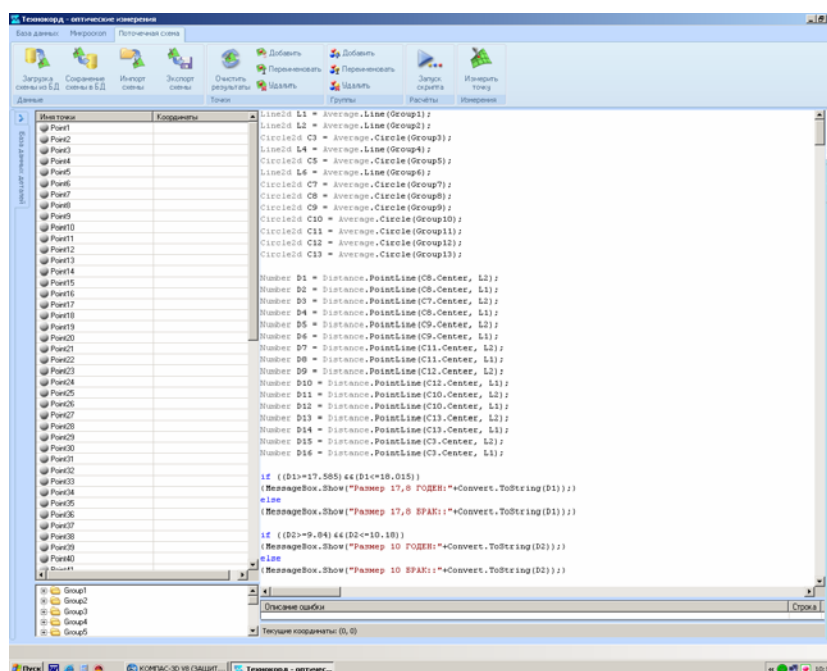 Технокорд - оптические измерения
База данных Микроскоп Поточечная схема
Загрузка схемы из БД
Сохранение схемы в БД
Импорт схемы
Экспорт схемы
Очистить результаты
Добавить
Переименовать
Удалить
Добавить
Переименовать
Удалить
Запуск скрипта
Измерить точку
Данные Точки Группы Расчёты Измерения
База данных деталей
Имя точки Координаты
Point1
Point2
Point3
Point4
Point5
Point6
Point7
Point8
Point9
Point10
Point11
Point12
Point13
Point14
Point15
Point16
Point17
Point18
Point19
Point20
Point21
Point22
Point23
Point24
Point25
Point26
Point27
Point28
Point29
Point30
Point31
Point32
Point33
Point34
Point35
Point36
Point37
Point38
Point39
Point40
Point41
Group1
Group2
Group3
Group4
Group5
Line2d L1 = Average.Line(Group1);
Line2d L2 = Average.Line(Group2);
Circle2d C3 = Average.Circle(Group3);
Line2d L4 = Average.Line(Group4);
Circle2d C5 = Average.Circle(Group5);
Line2d L6 = Average.Line(Group6);
Circle2d C7 = Average.Circle(Group7);
Circle2d C8 = Average.Circle(Group8);
Circle2d C9 = Average.Circle(Group9);
Circle2d C10 = Average.Circle(Group10);
Circle2d C11 = Average.Circle(Group11);
Circle2d C12 = Average.Circle(Group12);
Circle2d C13 = Average.Circle(Group13);
Number D1 = Distance.PointLine(C8.Center, L2);
Number D2 = Distance.PointLine(C8.Center, L1);
Number D3 = Distance.PointLine(C7.Center, L2);
Number D4 = Distance.PointLine(C8.Center, L1);
Number D5 = Distance.PointLine(C9.Center, L2);
Number D6 = Distance.PointLine(C9.Center, L1);
Number D7 = Distance.PointLine(C11.Center, L2);
Number D8 = Distance.PointLine(C11.Center, L1);
Number D9 = Distance.PointLine(C12.Center, L2);
Number D10 = Distance.PointLine(C12.Center, L1);
Number D11 = Distance.PointLine(C10.Center, L2);
Number D12 = Distance.PointLine(C10.Center, L1);
Number D13 = Distance.PointLine(C13.Center, L2);
Number D14 = Distance.PointLine(C13.Center, L1);
Number D15 = Distance.PointLine(C3.Center, L2);
Number D16 = Distance.PointLine(C3.Center, L1);
if ((D1>=17.585)&&(D1<=18.015))
{MessageBox.Show("Размер 17,8 ГОДЕН:"+Convert.ToString(D1));}
else
{MessageBox.Show("Размер 17,8 БРАК::"+Convert.ToString(D1));}
if ((D2>=9.84)&&(D2<=10.18))
{MessageBox.Show("Размер 10 ГОДЕН:"+Convert.ToString(D2));}
else
{MessageBox.Show("Размер 10 БРАК::"+Convert.ToString(D2));}
Описание ошибки Строка
Текущие координаты: (0, 0)
Пуск КОМПАС-3D V8 (ЗАЩИТ... Технокорд - оптичес...